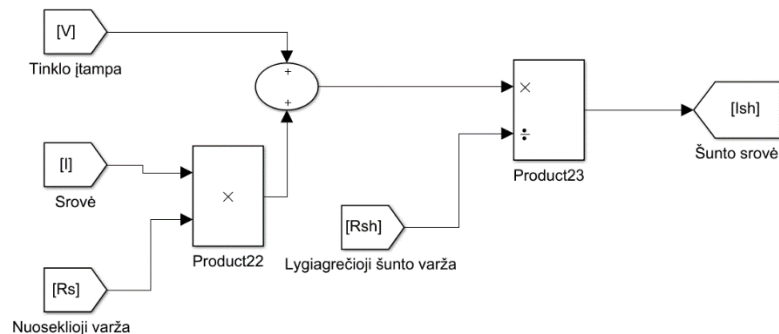 [V]
Tinklo įtampa
+
+
[I]
Srovė
×
Product22
[Rs]
Nuoseklioji varža
[Rsh]
Lygiagrečioji šunto varža
×
÷
Product23
[Ish]
Šunto srovė